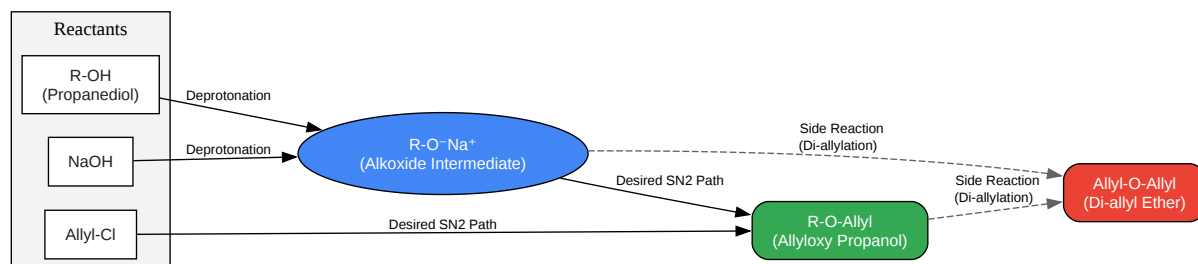 Reactants
R-OH
(Propanediol)
Deprotonation
NaOH
Deprotonation
Allyl-Cl
R-O⁻Na⁺
(Alkoxide Intermediate)
Side Reaction
(Di-allylation)
Desired SN2 Path
Desired SN2 Path
R-O-Allyl
(Allyloxy Propanol)
Side Reaction
(Di-allylation)
Allyl-O-Allyl
(Di-allyl Ether)